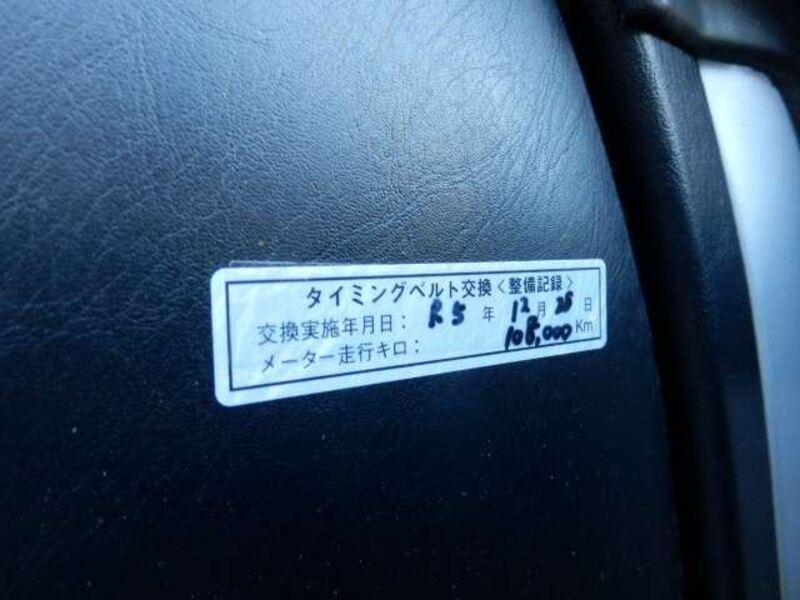 タイミングベルト交換〈整備記録〉
交換実施年月日： R5 年 12 月 28 日
メーター走行キロ： 108,000 Km